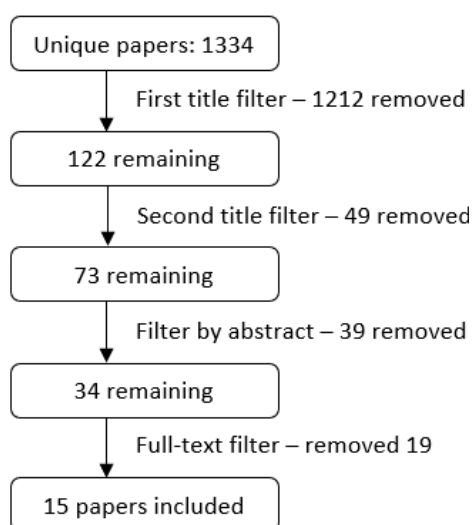 Unique papers: 1334
First title filter – 1212 removed
122 remaining
Second title filter – 49 removed
73 remaining
Filter by abstract – 39 removed
34 remaining
Full-text filter – removed 19
15 papers included